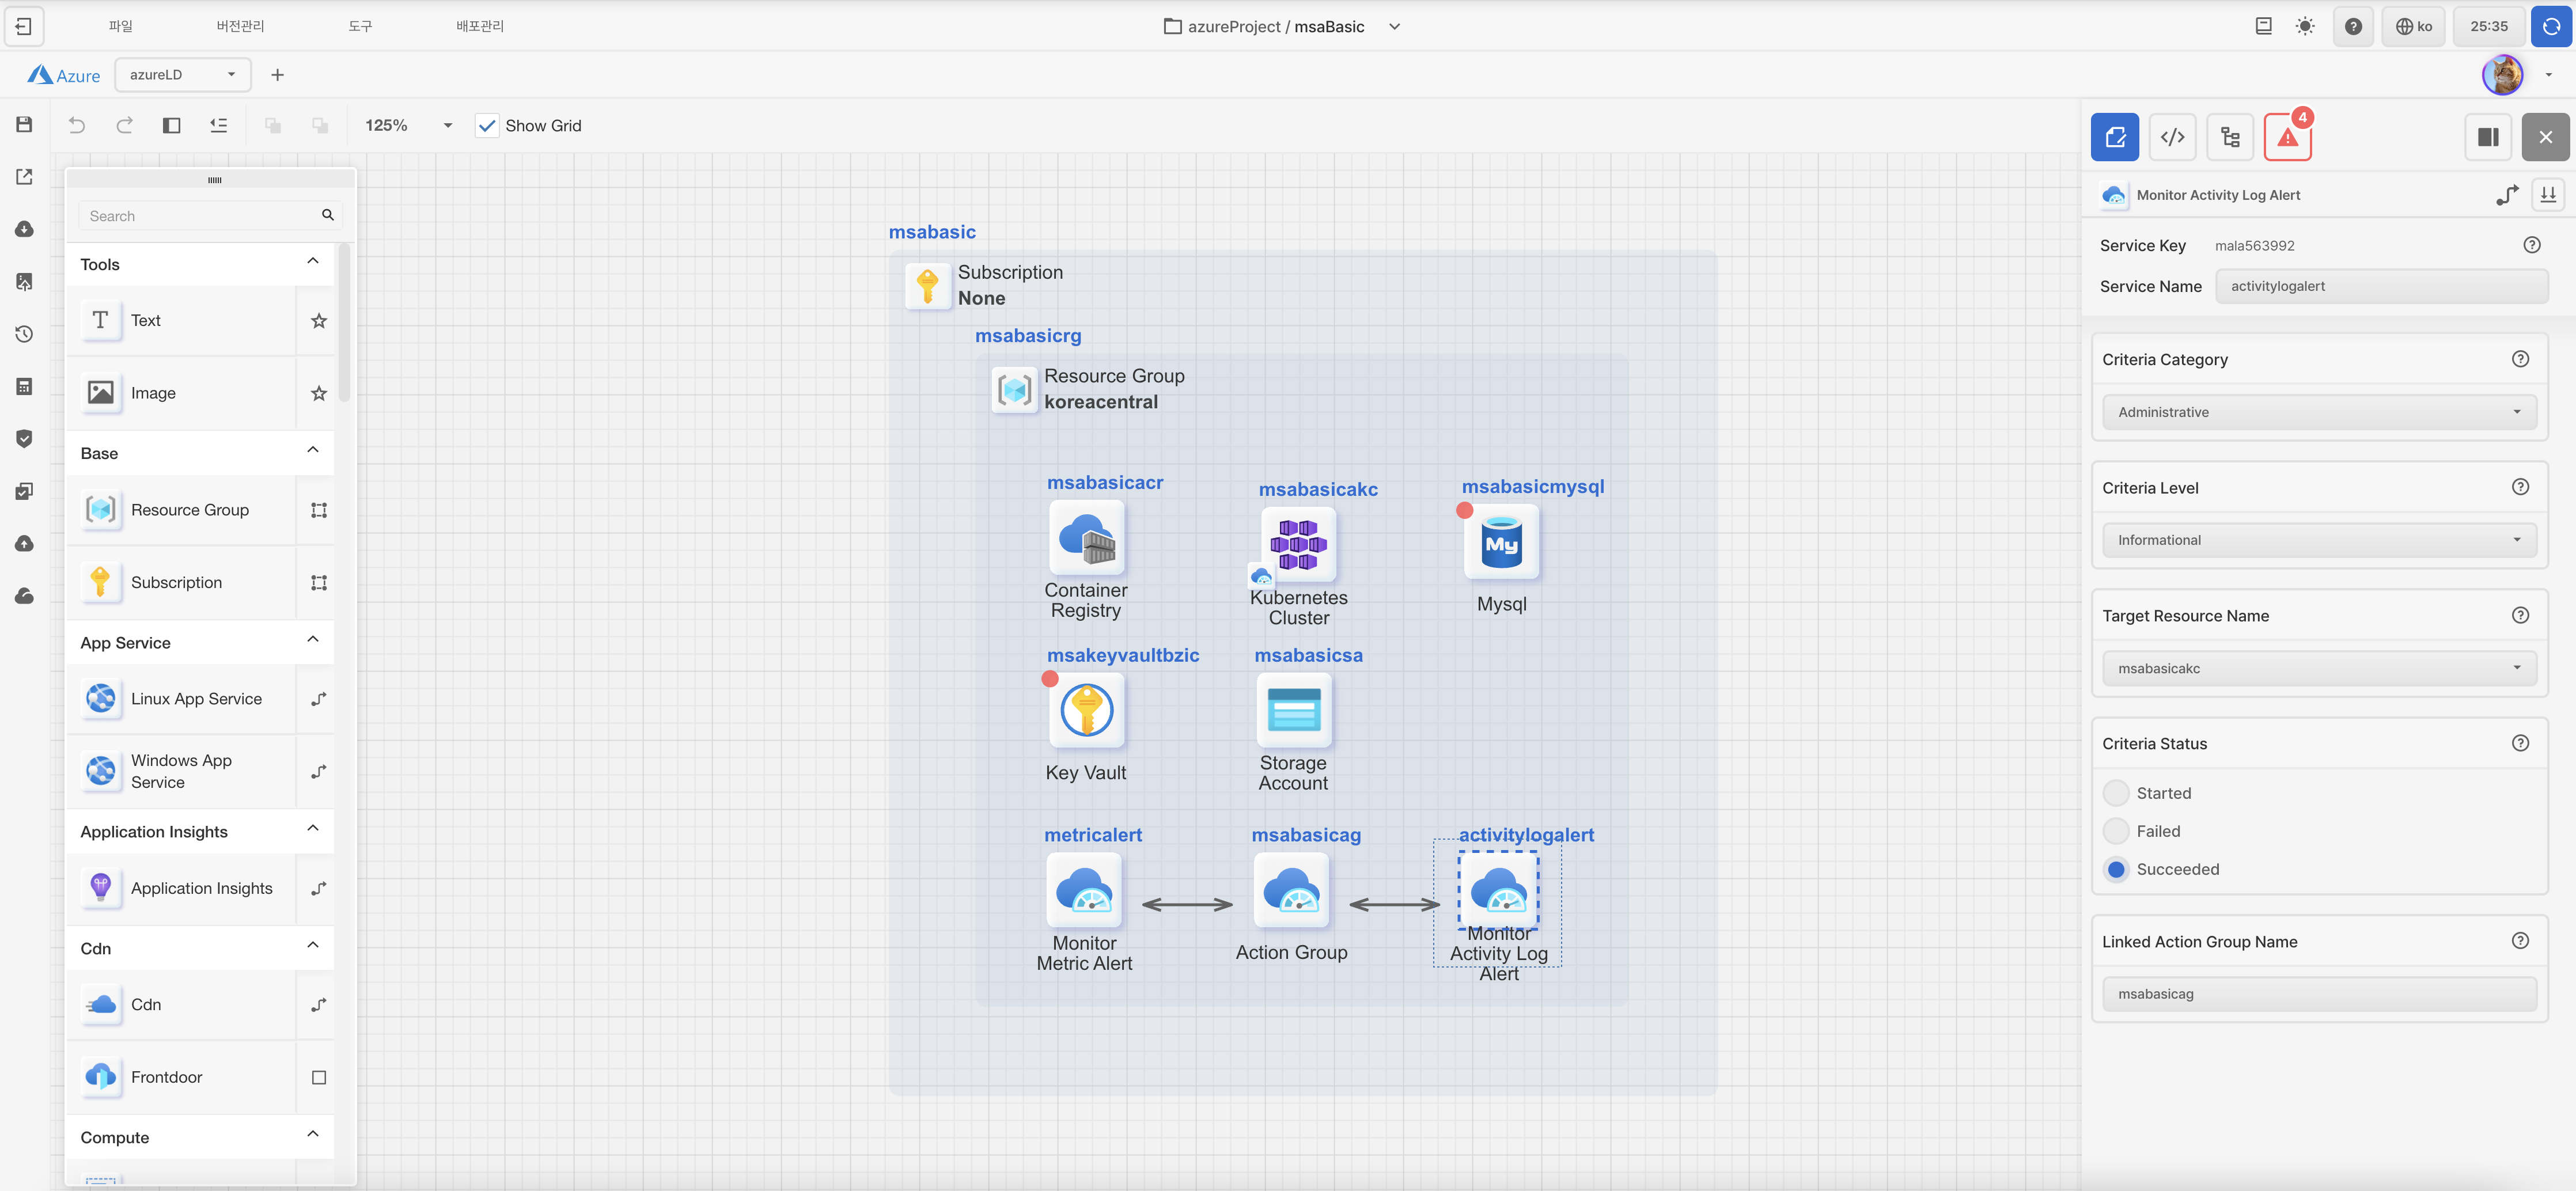 파일
버전관리
도구
배포관리
azureProject / msaBasic
ko
25:35
Azure
azureLD
125%
Show Grid
4
Search
Tools
Text
Image
Base
Resource Group
Subscription
App Service
Linux App Service
Windows App
Service
Application Insights
Application Insights
Cdn
Cdn
Frontdoor
Compute
msabasic
Subscription
None
msabasicrg
Resource Group
koreacentral
msabasicacr
Container
Registry
msabasicakc
Kubernetes
Cluster
msabasicmysql
My
Mysql
msakeyvaultbzic
Key Vault
msabasicsa
Storage
Account
metricalert
Monitor
Metric Alert
msabasicag
Action Group
activitylogalert
Monitor
Activity Log
Alert
Monitor Activity Log Alert
Service Key
mala563992
Service Name
activitylogalert
Criteria Category
Administrative
Criteria Level
Informational
Target Resource Name
msabasicakc
Criteria Status
Started
Failed
Succeeded
Linked Action Group Name
msabasicag